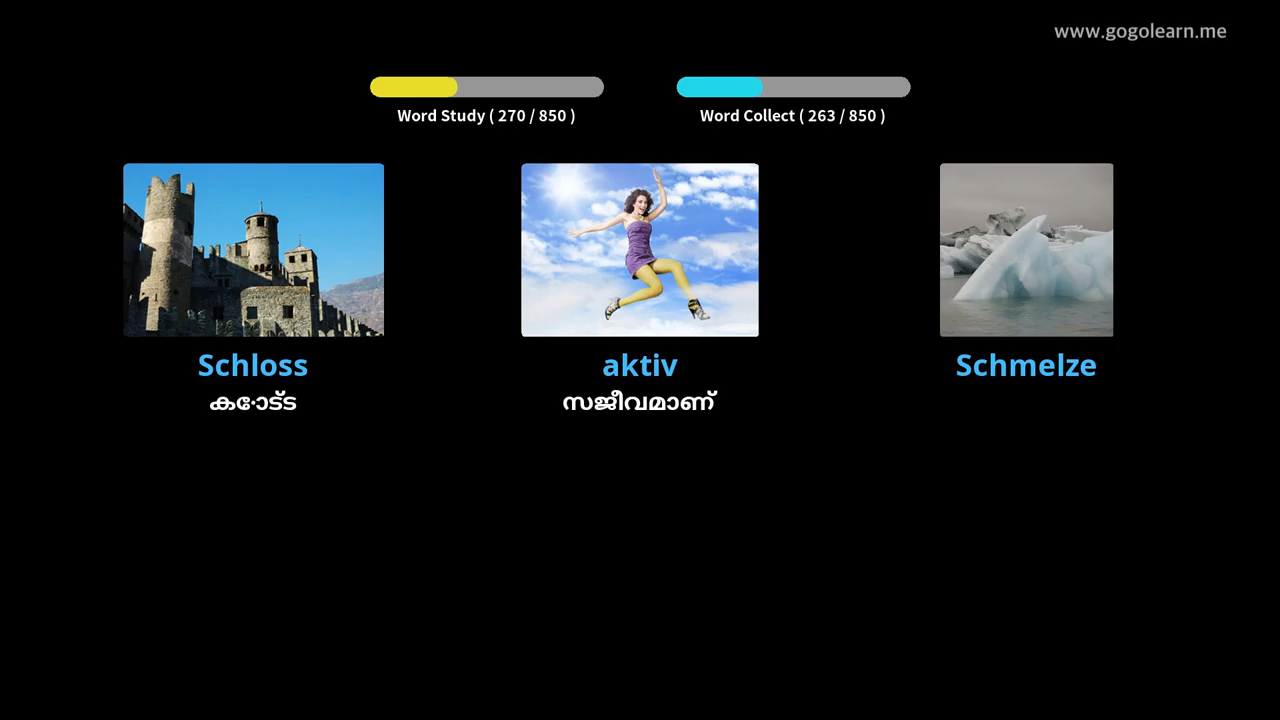 www.gogolearn.me
Word Study ( 270 / 850 )
Word Collect ( 263 / 850 )
Schloss
aktiv
Schmelze
കോട്ട
സജീവമാണ്